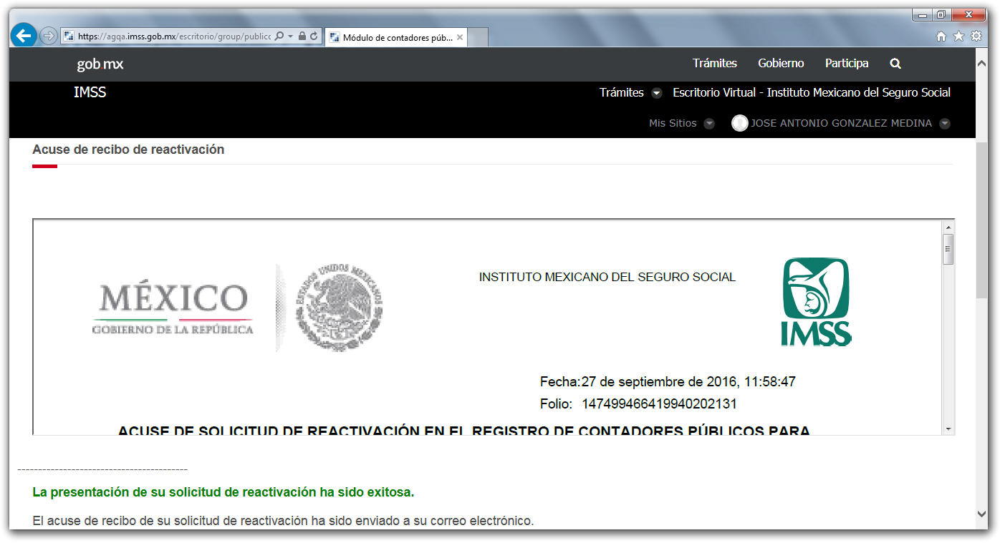 https://agqa.imss.gob.mx/escritorio/group/publicc
Módulo de contadores púb...
gob.mx
Trámites Gobierno Participa
IMSS
Trámites Escritorio Virtual - Instituto Mexicano del Seguro Social
Mis Sitios JOSE ANTONIO GONZALEZ MEDINA
Acuse de recibo de reactivación
INSTITUTO MEXICANO DEL SEGURO SOCIAL
MÉXICO
GOBIERNO DE LA REPÚBLICA
ESTADOS UNIDOS MEXICANOS
IMSS
Fecha:27 de septiembre de 2016, 11:58:47
Folio: 147499466419940202131
ACUSE DE SOLICITUD DE REACTIVACIÓN EN EL REGISTRO DE CONTADORES PÚBLICOS PARA
----------------------------------------
La presentación de su solicitud de reactivación ha sido exitosa.
El acuse de recibo de su solicitud de reactivación ha sido enviado a su correo electrónico.